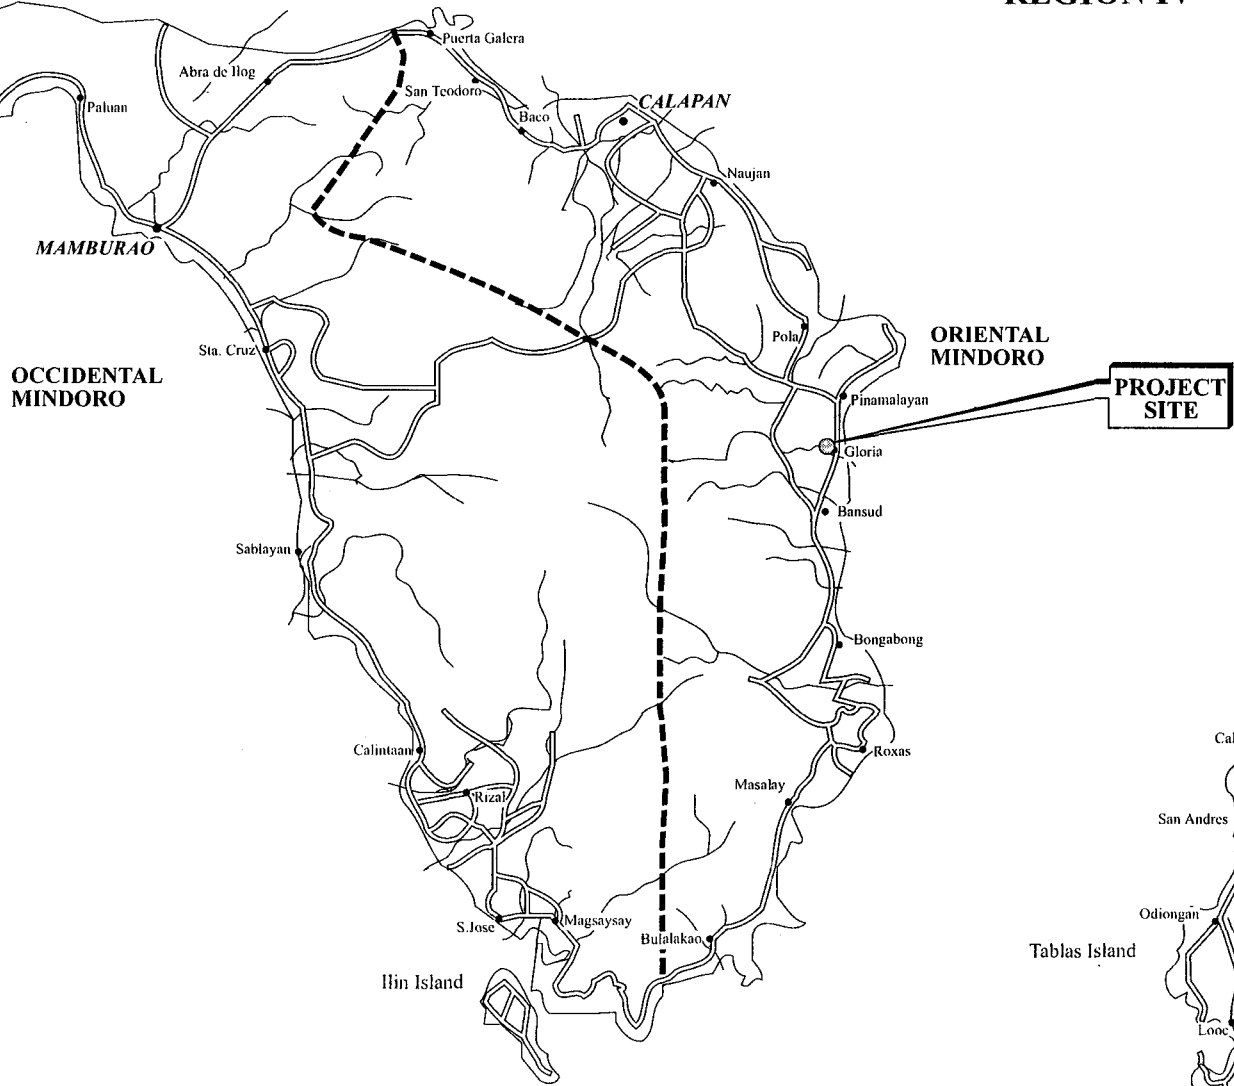 REGION IV
Puerta Galera
Abra de Ilog
San Teodoro
Paluan
CALAPAN
Baco
Naujan
MAMBURAO
Pola
ORIENTAL
MINDORO
Sta. Cruz
OCCIDENTAL
MINDORO
PROJECT
SITE
Pinamalayan
Gloria
Bansud
Sablayan
Bongabong
Calintaan
Roxas
Cal
Masalay
Rizal
San Andres
S.Jose
Magsaysay
Odiongan
Bulalakao
Tablas Island
Ilin Island
Looc